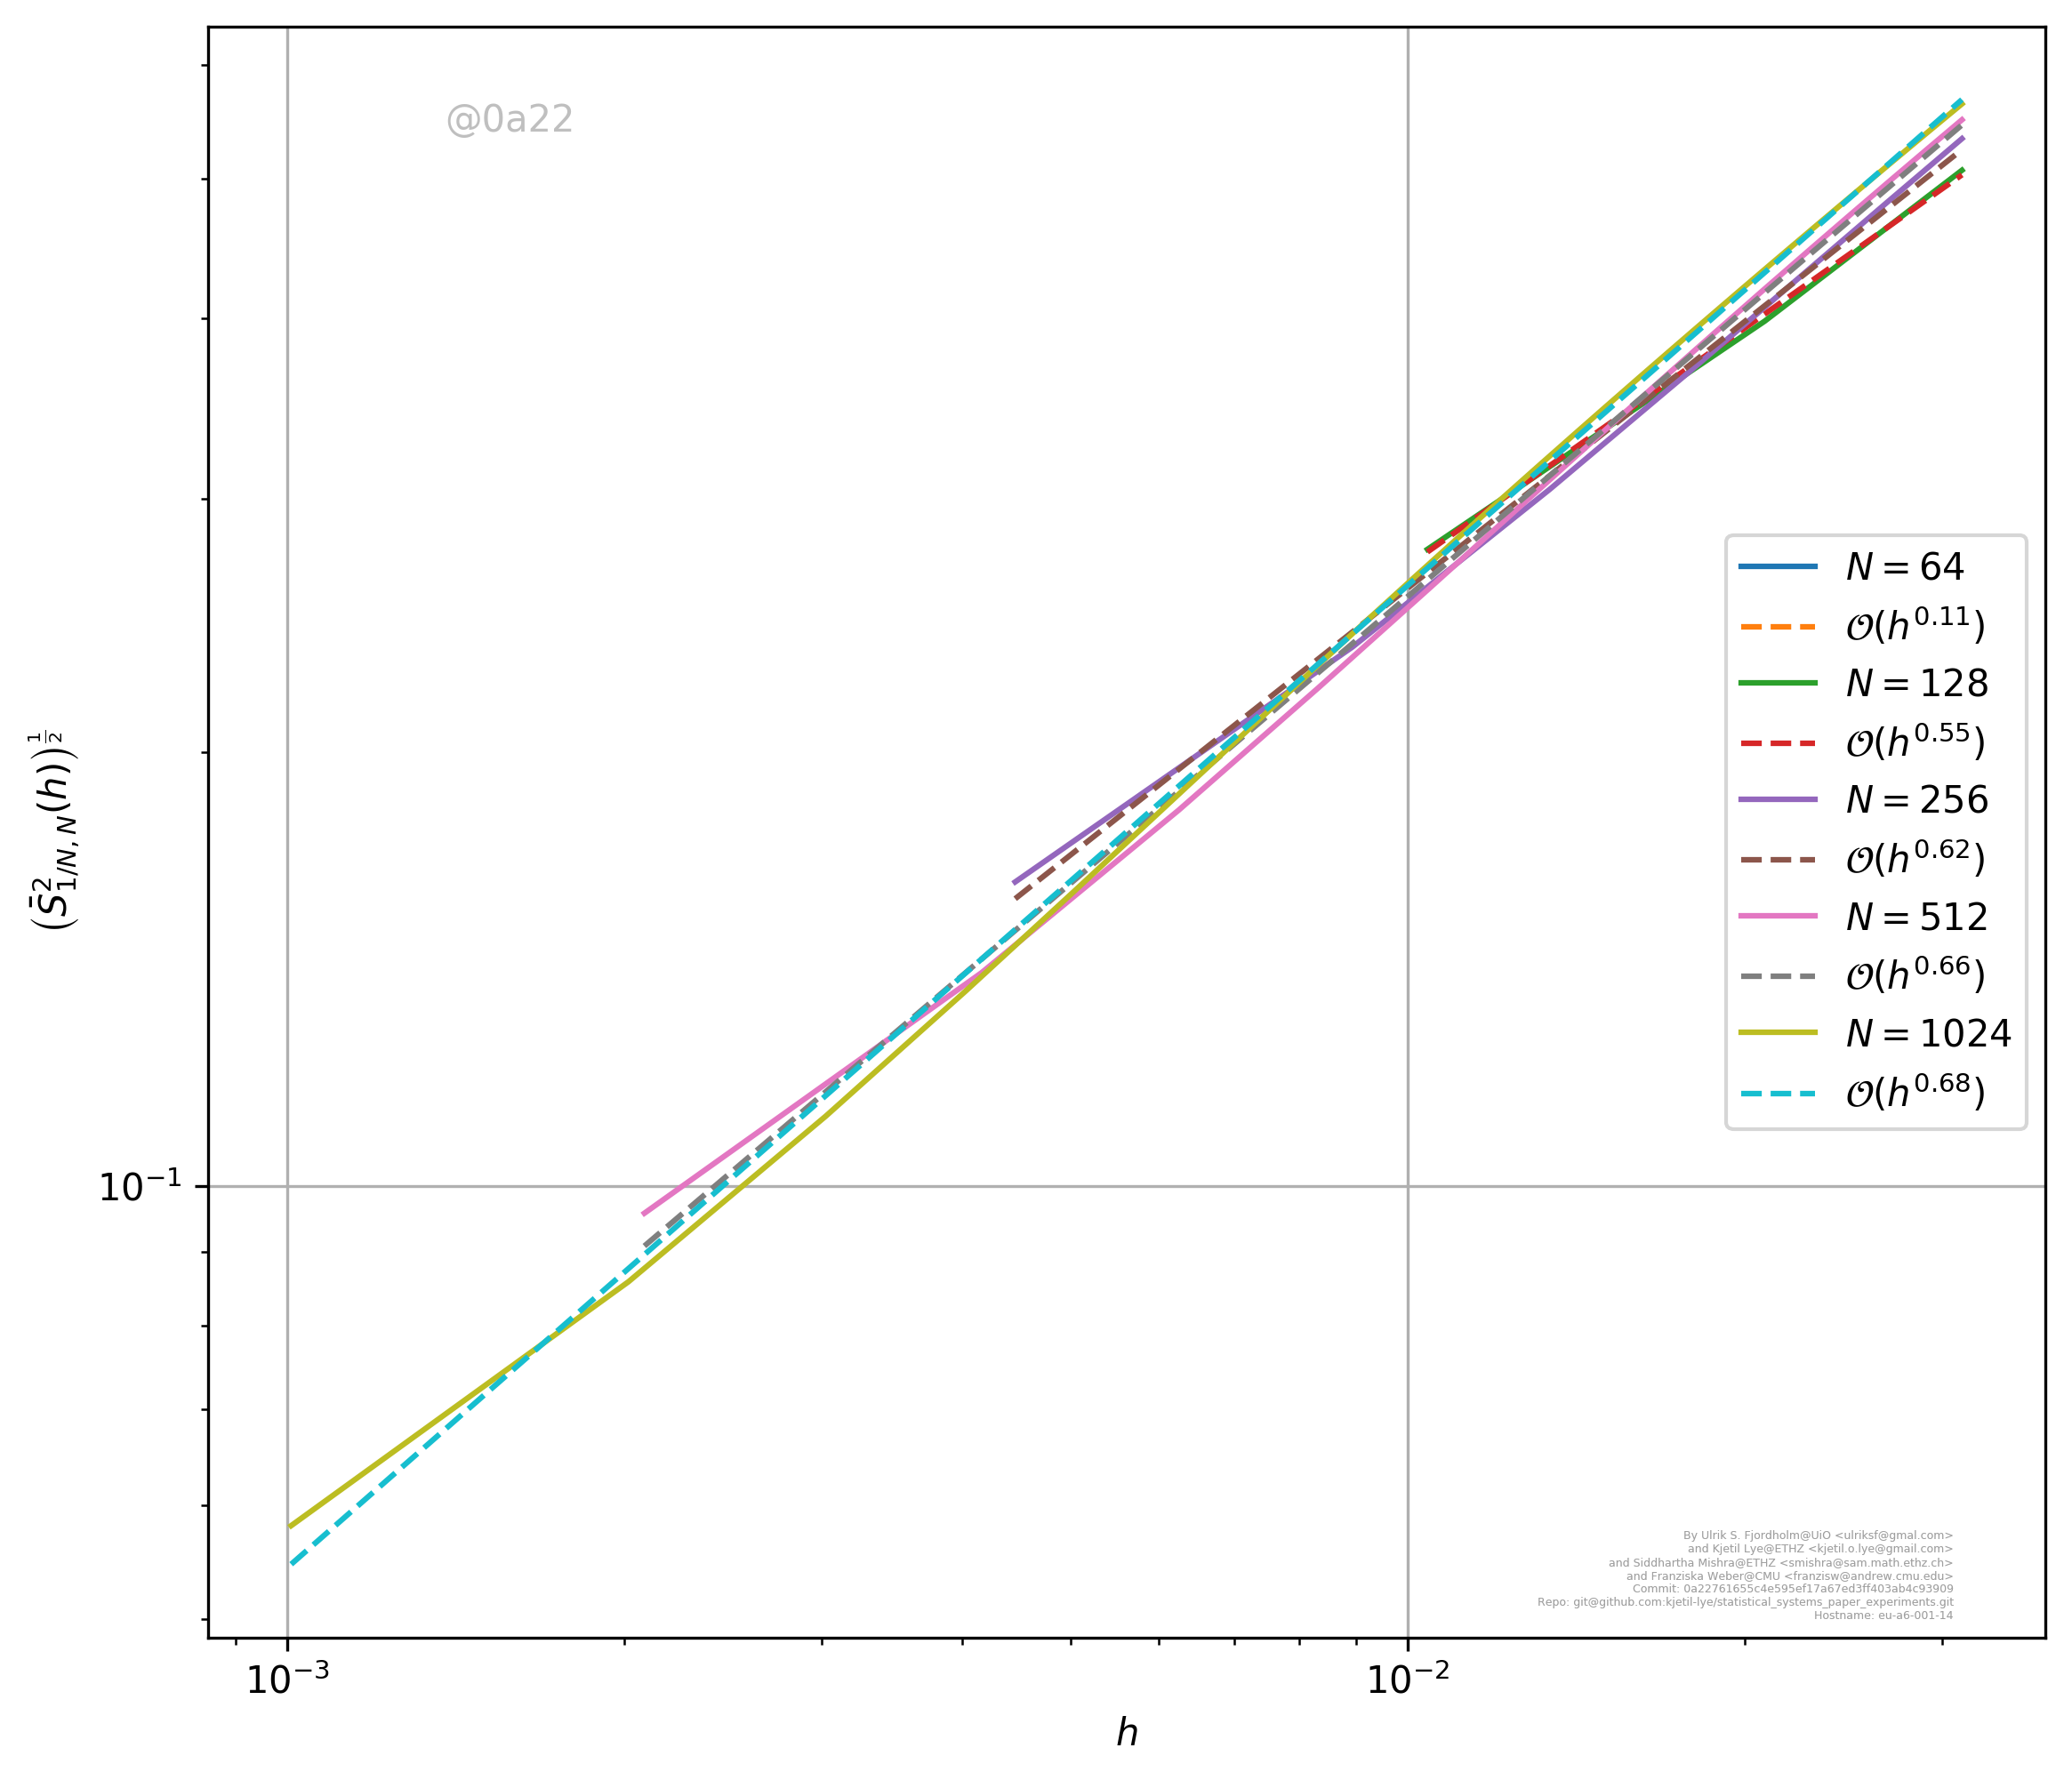 @0a22
(S̄²_{1/N, N}(h))^{1/2}
10⁻¹
N = 64
𝒪(h^{0.11})
N = 128
𝒪(h^{0.55})
N = 256
𝒪(h^{0.62})
N = 512
𝒪(h^{0.66})
N = 1024
𝒪(h^{0.68})
By Ulrik S. Fjordholm@UiO <ulriksf@gmal.com>
and Kjetil Lye@ETHZ <kjetil.o.lye@gmail.com>
and Siddhartha Mishra@ETHZ <smishra@sam.math.ethz.ch>
and Franziska Weber@CMU <franzisw@andrew.cmu.edu>
Commit: 0a22761655c4e595ef17a67ed3ff403ab4c93909
Repo: git@github.com:kjetil-lye/statistical_systems_paper_experiments.git
Hostname: eu-a6-001-14
10⁻³ 10⁻²
h